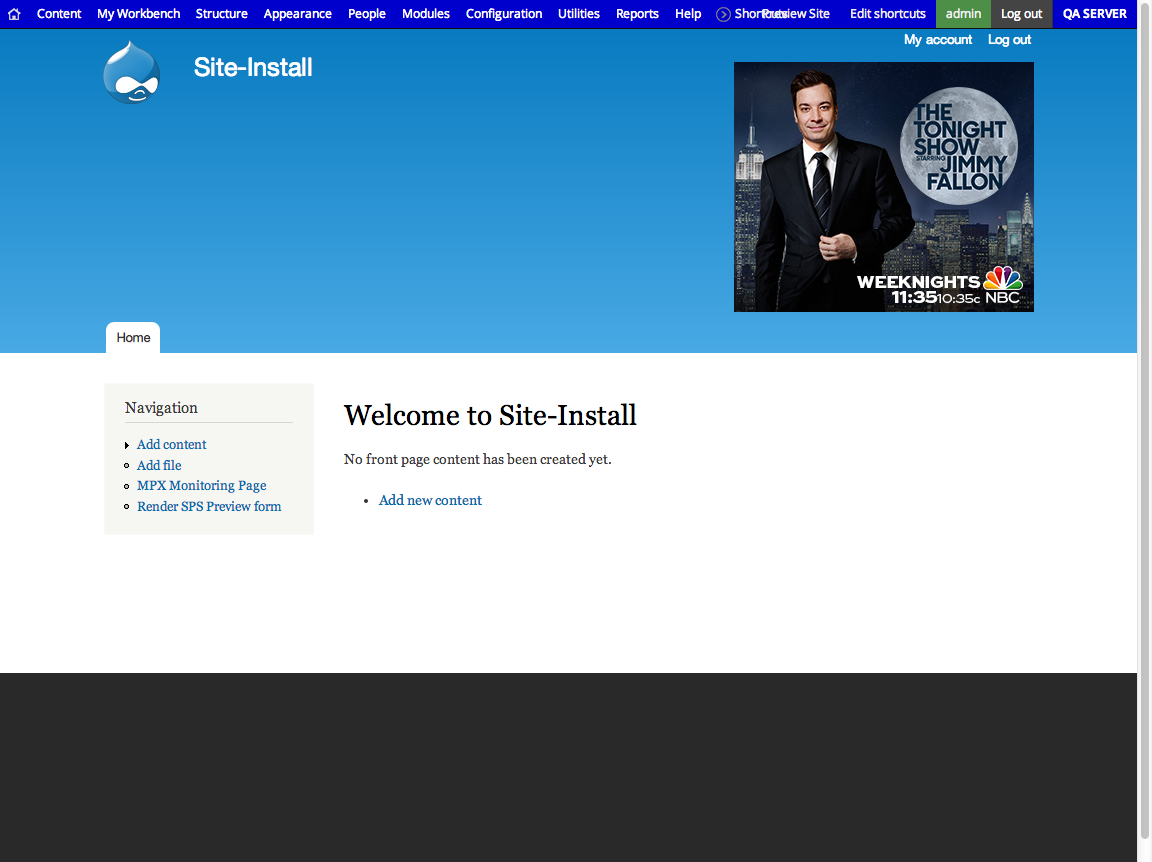 Content My Workbench Structure Appearance People Modules Configuration Utilities Reports Help Shortcuts Preview Site Edit shortcuts admin Log out QA SERVER
My account Log out
Site-Install
THE
TONIGHT
SHOW
STARRING JIMMY
FALLON
WEEKNIGHTS
11:35 10:35c NBC
Home
Navigation
Add content
Add file
MPX Monitoring Page
Render SPS Preview form
Welcome to Site-Install
No front page content has been created yet.
Add new content